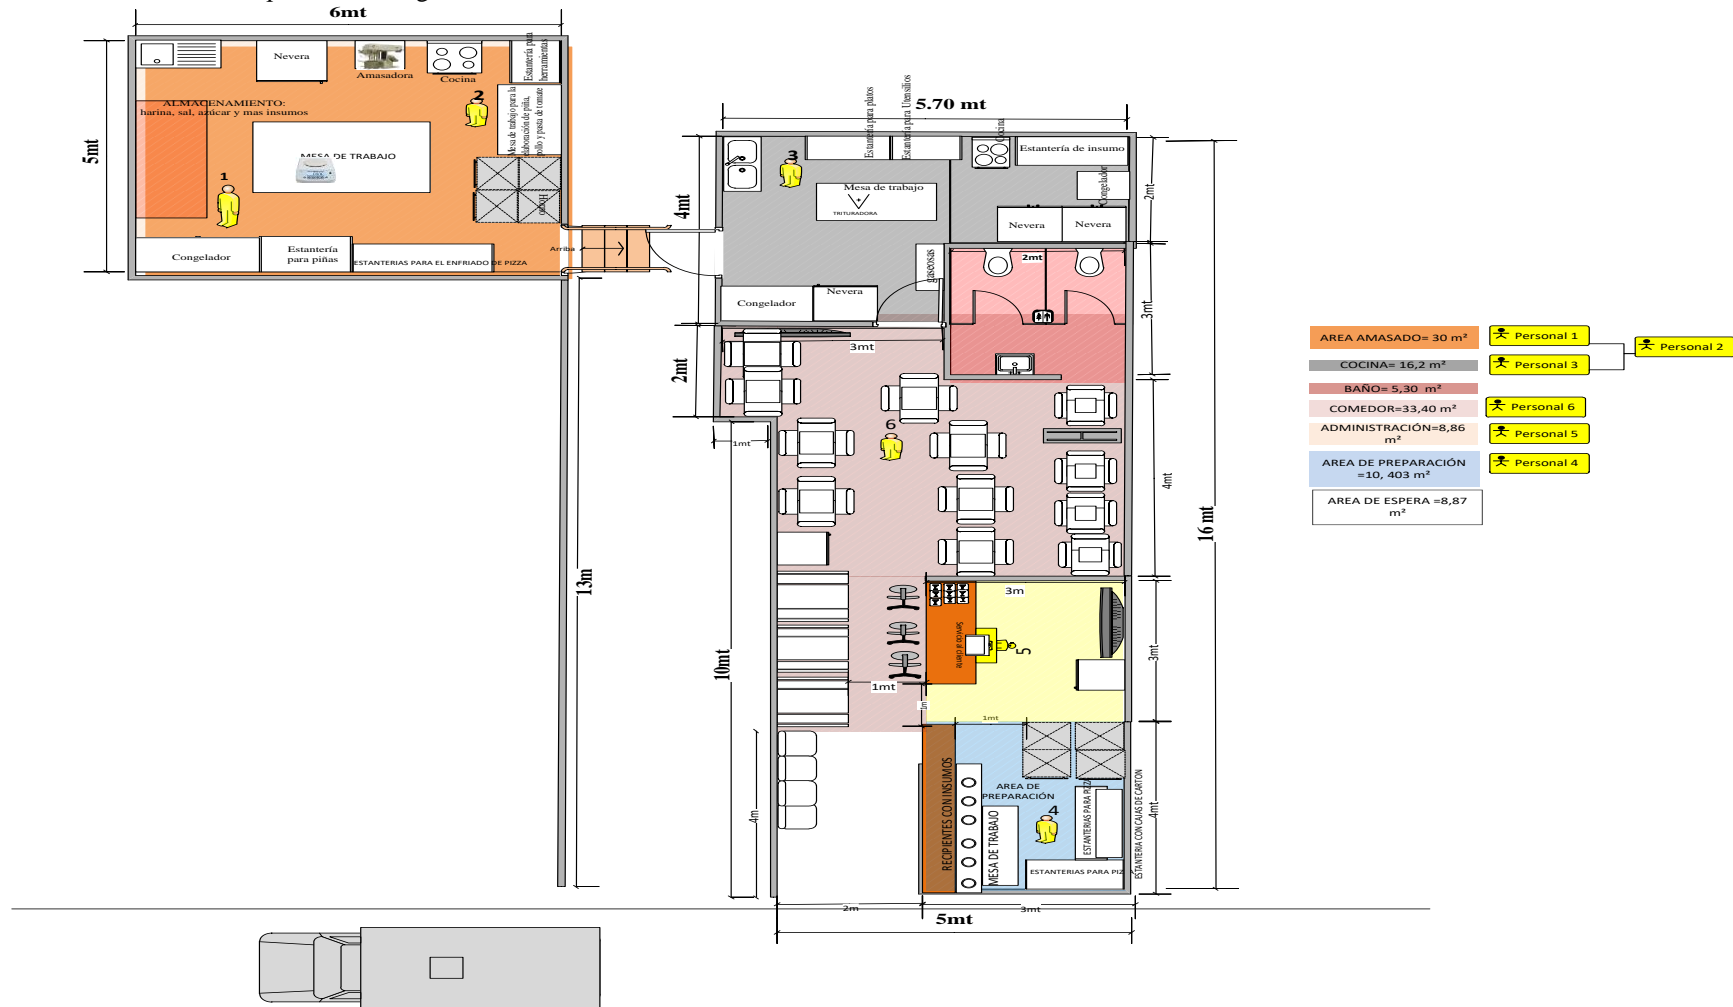 6mt
5mt
Nevera
Amasadora
Cocina
Estantería para
herramientas
ALMACENAMIENTO:
harina, sal, azúcar y mas insumos
2
Mesa de trabajo para la
elaboración de piña,
pollo y pasta de tomate
MESA DE TRABAJO
1
Horno
Congelador
Estantería
para piñas
ESTANTERIAS PARA EL ENFRIADO DE PIZZA
Arriba
13m
5.70 mt
4mt
3
Estantería para platos
Estantería para Utensilios
Cocina
Estantería de insumo
Congelador
2mt
Mesa de trabajo
TRITURADORA
Nevera
Nevera
gaseosas
Congelador
Nevera
2mt
3mt
3mt
2mt
1mt
6
4mt
16 mt
10mt
3m
Servicio al cliente
5
3mt
1mt
1m
1mt
4m
RECIPIENTES CON INSUMOS
AREA DE
PREPARACIÓN
4
MESA DE TRABAJO
ESTANTERIAS PARA PIZZA
ESTANTERIAS PARA PIZ
ESTANTERIA CON CAJAS DE CARTON
4mt
2m
3mt
5mt
AREA AMASADO= 30 m²
Personal 1
Personal 2
COCINA= 16,2 m²
Personal 3
BAÑO= 5,30 m²
COMEDOR=33,40 m²
Personal 6
ADMINISTRACIÓN=8,86
m²
Personal 5
AREA DE PREPARACIÓN
=10, 403 m²
Personal 4
AREA DE ESPERA =8,87
m²